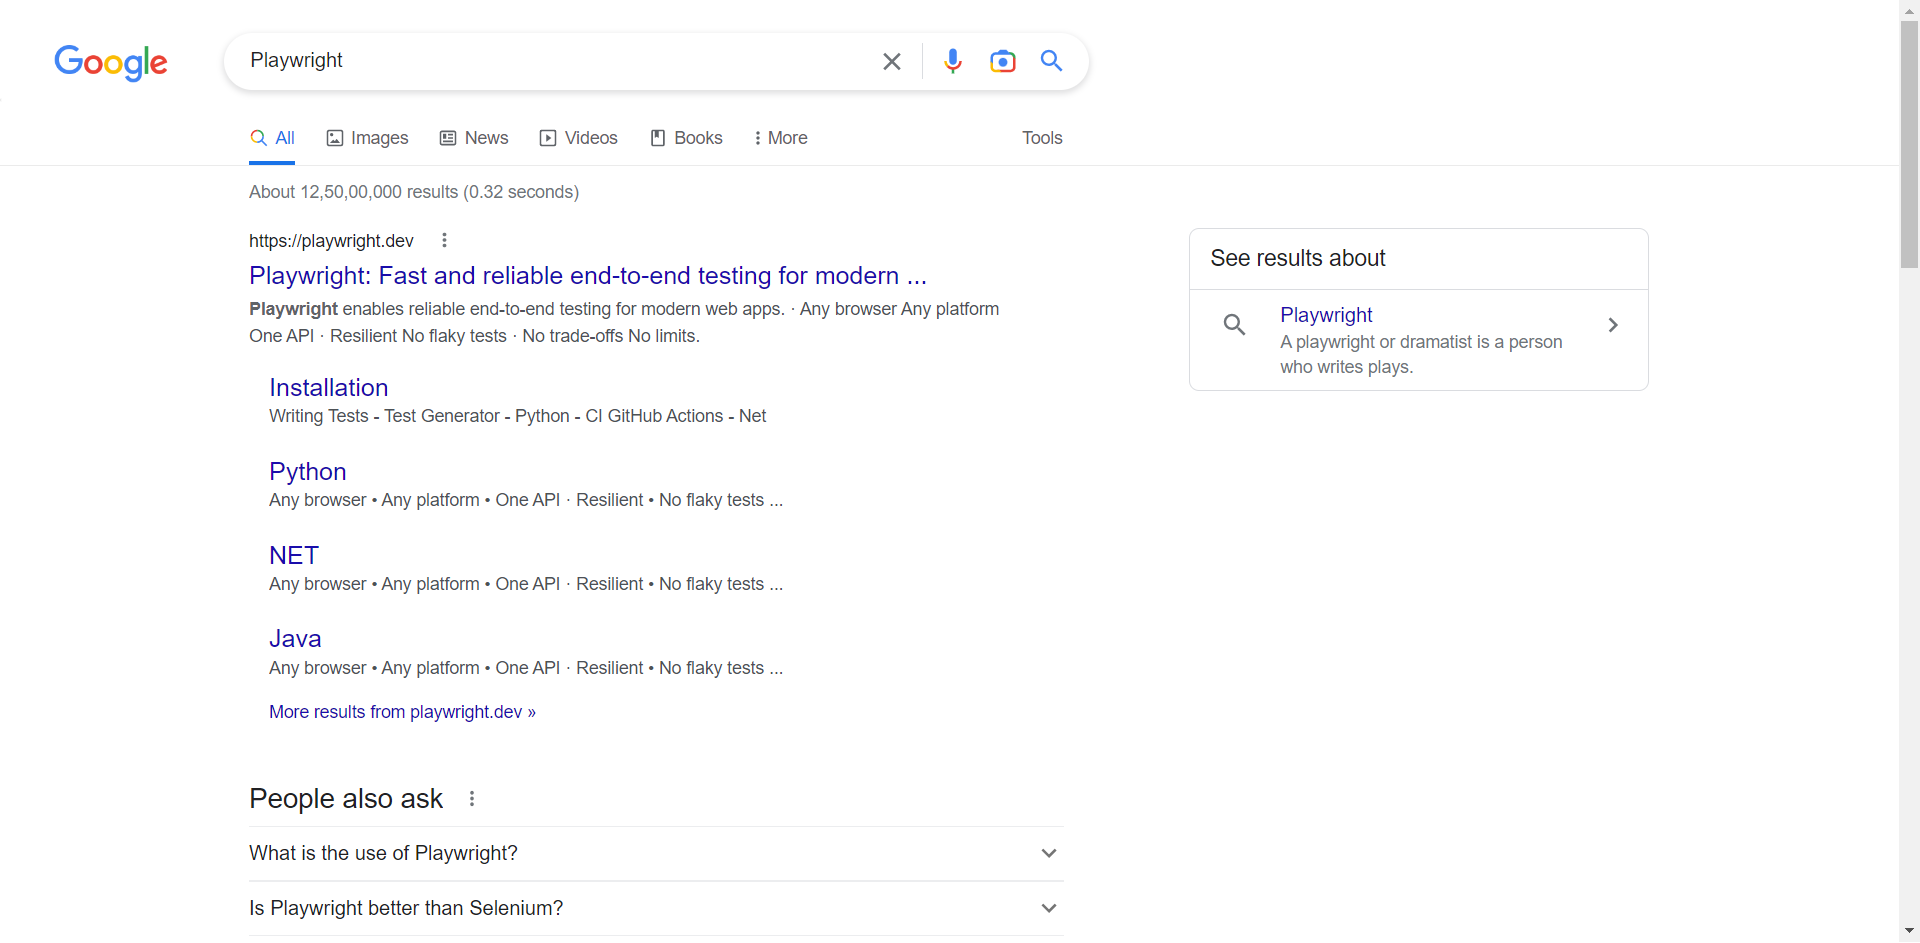 Google
Playwright
All
Images
News
Videos
Books
More
Tools
About 12,50,00,000 results (0.32 seconds)
https://playwright.dev
Playwright: Fast and reliable end-to-end testing for modern ...
Playwright enables reliable end-to-end testing for modern web apps. · Any browser Any platform
One API · Resilient No flaky tests · No trade-offs No limits.
Installation
Writing Tests - Test Generator - Python - CI GitHub Actions - Net
Python
Any browser • Any platform • One API · Resilient • No flaky tests ...
NET
Any browser • Any platform • One API · Resilient • No flaky tests ...
Java
Any browser • Any platform • One API · Resilient • No flaky tests ...
More results from playwright.dev »
People also ask
What is the use of Playwright?
Is Playwright better than Selenium?
See results about
Playwright
A playwright or dramatist is a person
who writes plays.